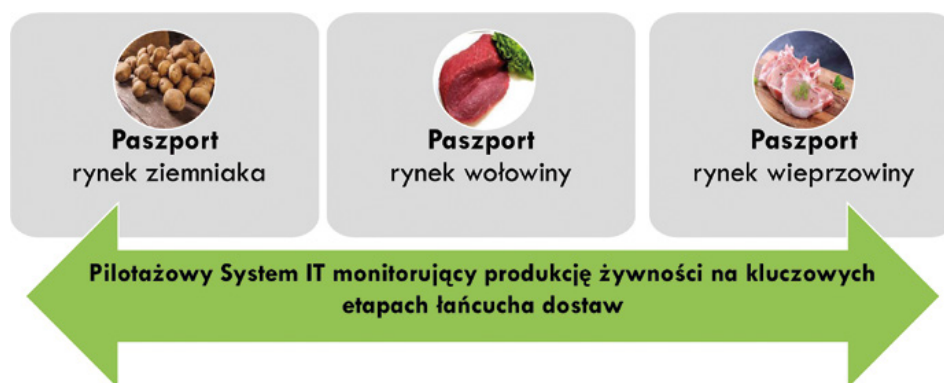 Paszport
rynek ziemniaka
Paszport
rynek wołowiny
Paszport
rynek wieprzowiny
Pilotażowy System IT monitorujący produkcję żywności na kluczowych
etapach łańcucha dostaw